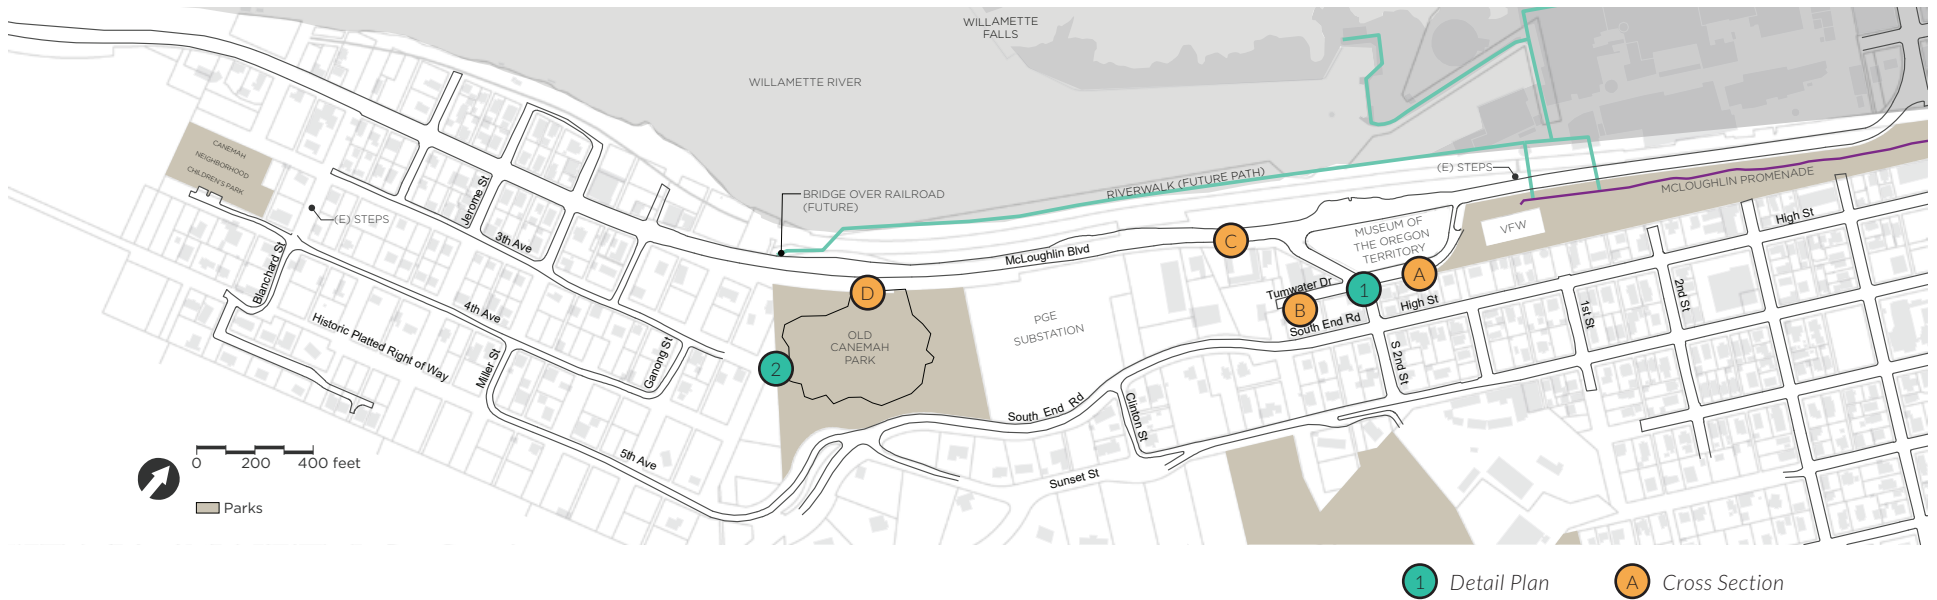 WILLAMETTE
FALLS
WILLAMETTE RIVER
CANEMAH
NEIGHBORHOOD
CHILDREN'S PARK
(E) STEPS
Jerome St
3th Ave
BRIDGE OVER RAILROAD
(FUTURE)
RIVERWALK (FUTURE PATH)
(E) STEPS
MCLOUGHLIN PROMENADE
VFW
High St
MUSEUM OF
THE OREGON
TERRITORY
C
McLoughlin Blvd
A
Tumwater Dr
1
High St
B
South End Rd
1st St
2nd St
S 2nd St
Blanchard St
4th Ave
Historic Platted Right of Way
Miller St
Ganong St
D
OLD
CANEMAH
PARK
2
PGE
SUBSTATION
South End Rd
Clinton St
Sunset St
5th Ave
0 200 400 feet
Parks
1 Detail Plan
A Cross Section